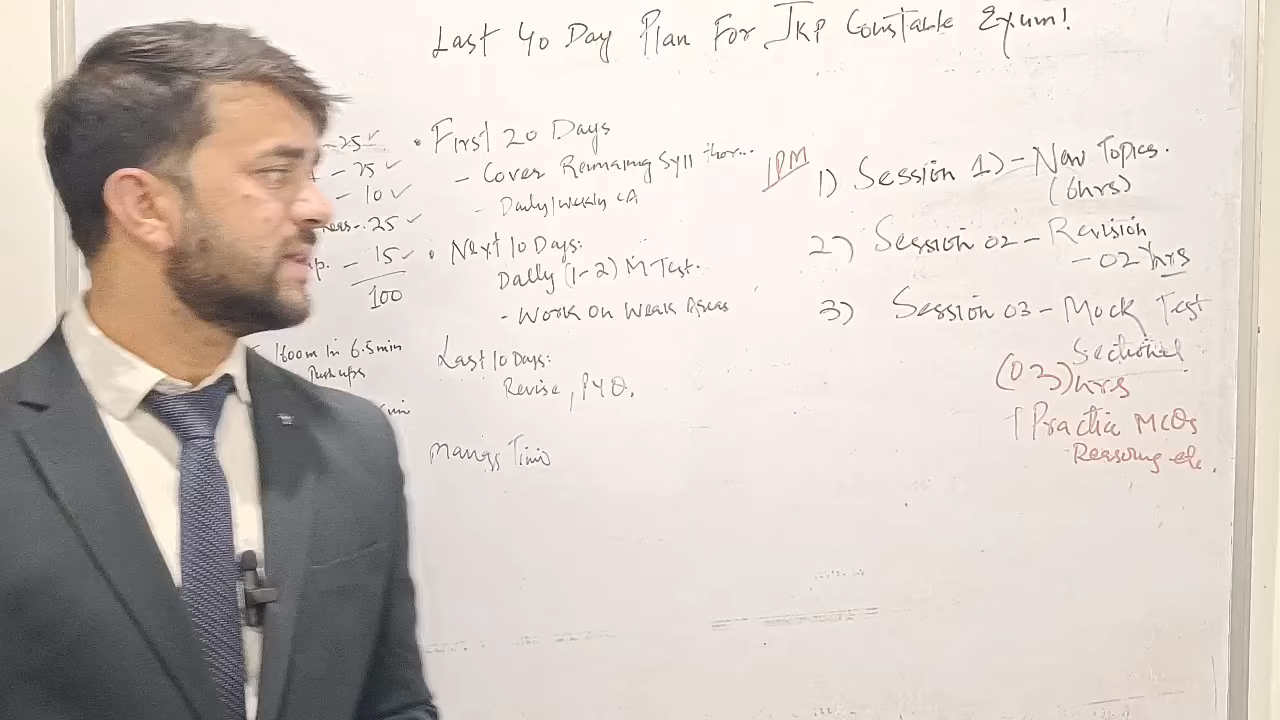 Last 40 Day Plan For JKP Constable Exam!
-25 ✓
- 25 ✓
- 10 ✓
- 25 ✓
p. - 15 ✓
100
1600m In 6.5min
Push ups
• First 20 Days
- Cover Remaining Syll thor...
- Daily/weekly CA
• Next 10 Days:
Daily (1-2) M Test.
- Work On Weak Areas
Last 10 Days:
Revise, PYQ.
Time
1) Session 1) - New Topics.
(6hrs)
2) Session 02 - Revision
- 02 hrs
3) Session 03 - Mock Test
Sectional
(03) hrs
Practice MCQs
Reasoning etc.